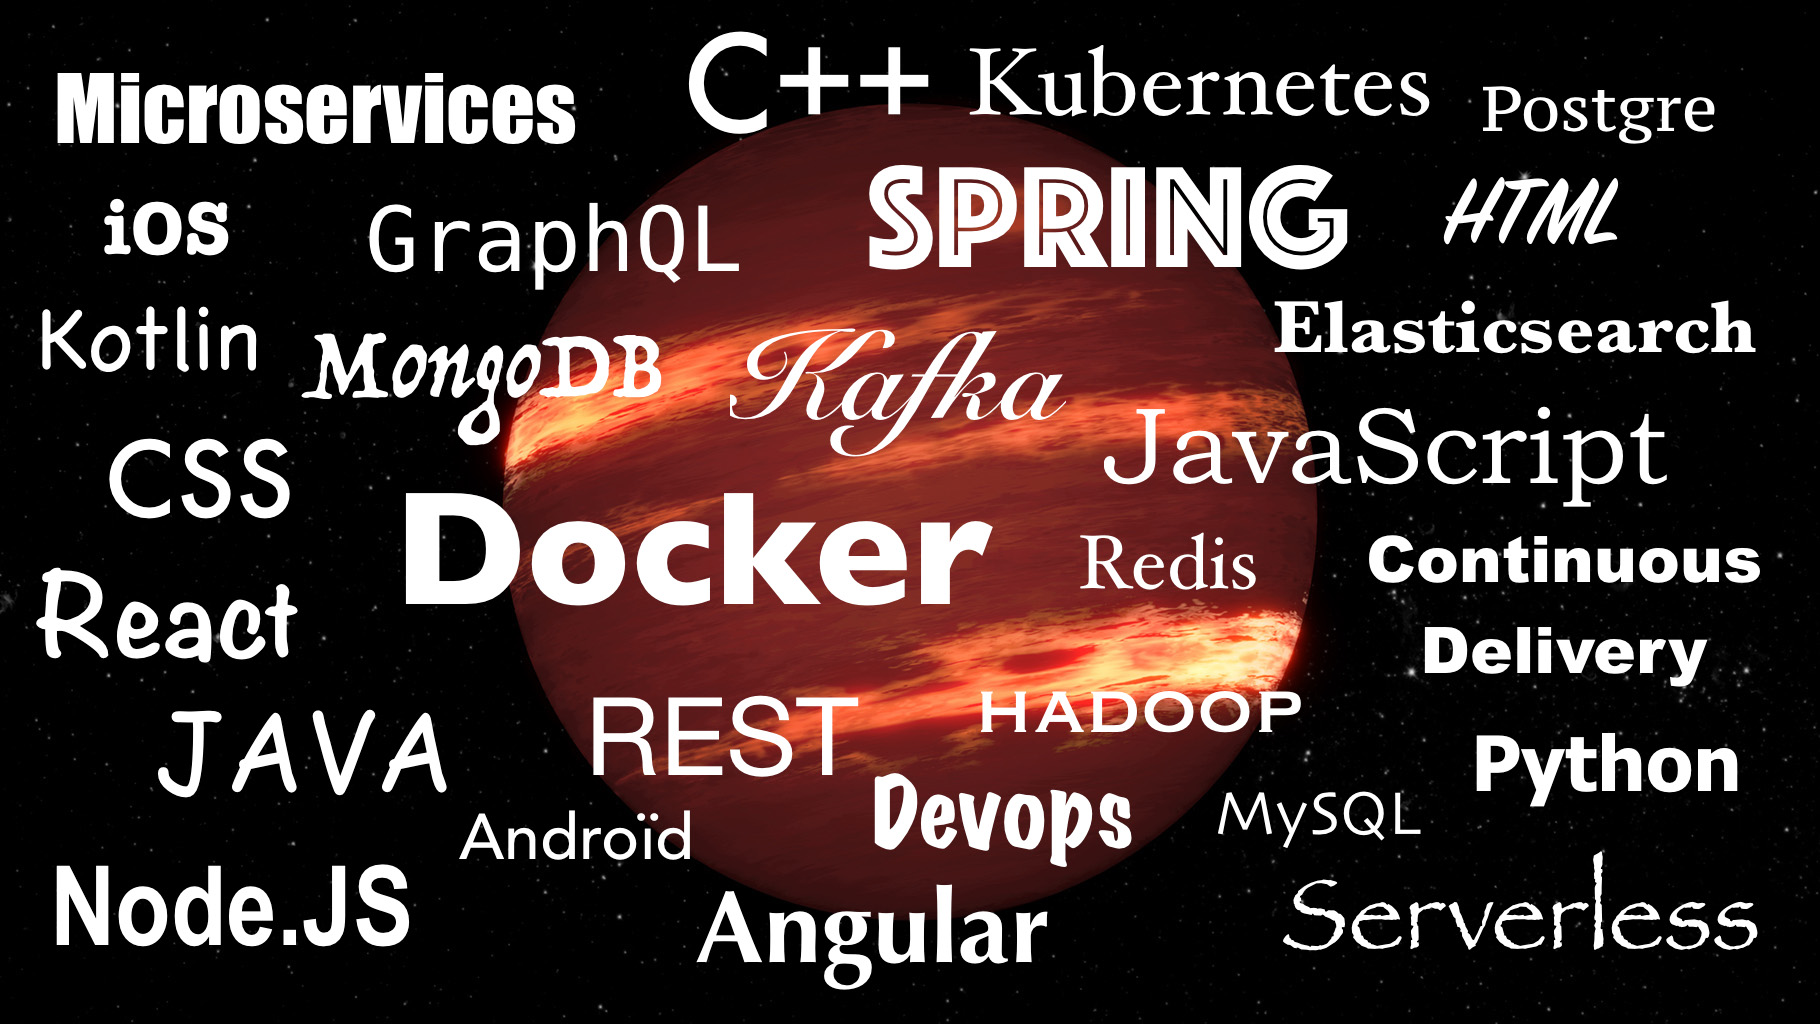 Microservices
C++
Kubernetes
Postgre
iOS
GraphQL
SPRING
HTML
Kotlin
MongoDB
Kafka
Elasticsearch
CSS
JavaScript
Docker
Redis
Continuous
Delivery
React
JAVA
REST
HADOOP
Python
Androïd
Devops
MySQL
Node.JS
Angular
Serverless